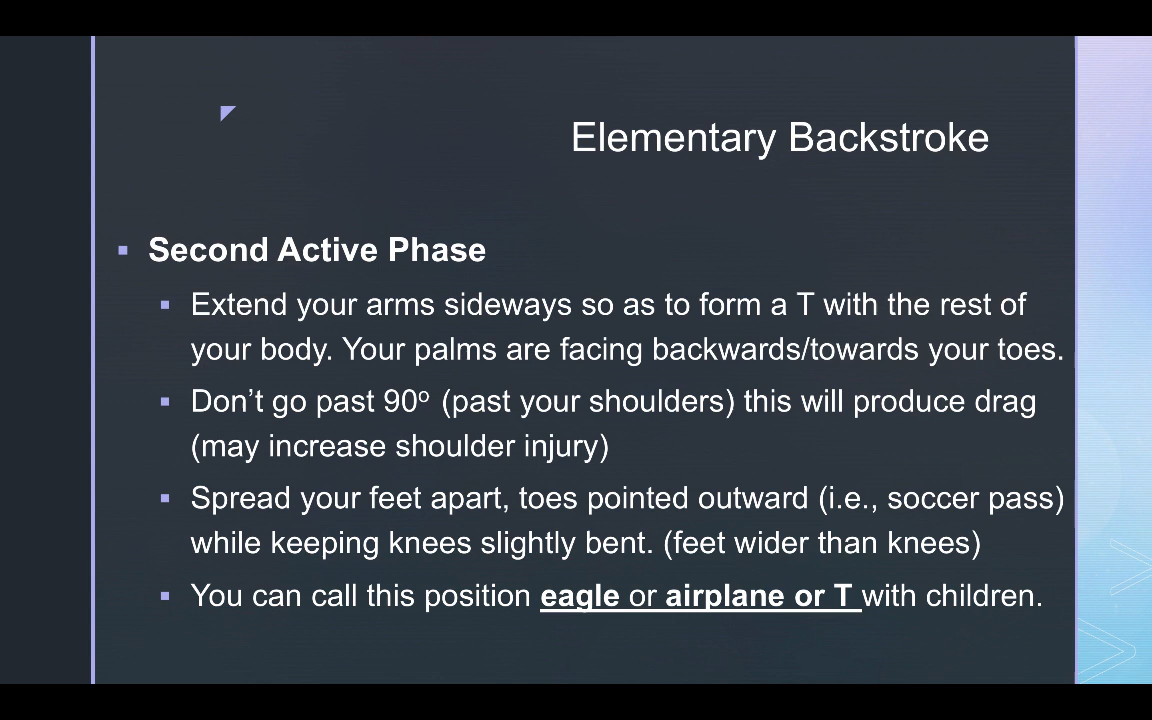 Elementary Backstroke
Second Active Phase
Extend your arms sideways so as to form a T with the rest of
your body. Your palms are facing backwards/towards your toes.
Don’t go past 90º (past your shoulders) this will produce drag
(may increase shoulder injury)
Spread your feet apart, toes pointed outward (i.e., soccer pass)
while keeping knees slightly bent. (feet wider than knees)
You can call this position eagle or airplane or T with children.